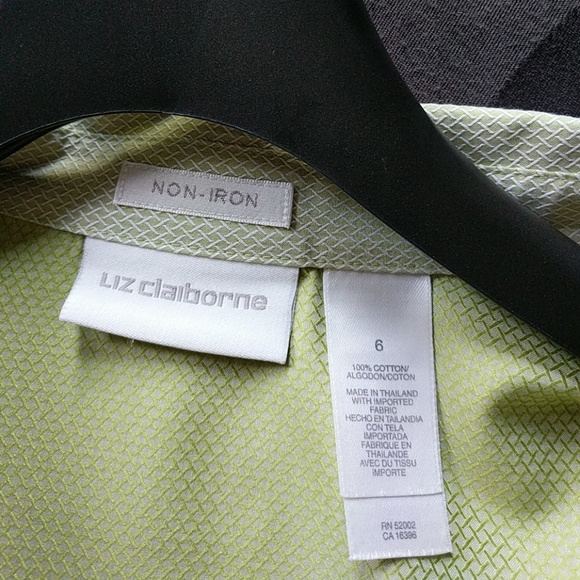 NON-IRON
LIZ claiborne
6
100% COTTON/
ALGODON/COTON
MADE IN THAILAND
WITH IMPORTED
FABRIC
HECHO EN TAILANDIA
CON TELA
IMPORTADA
FABRIQUE EN
THAILANDE
AVEC DU TISSU
IMPORTE
RN 52002
CA 16396